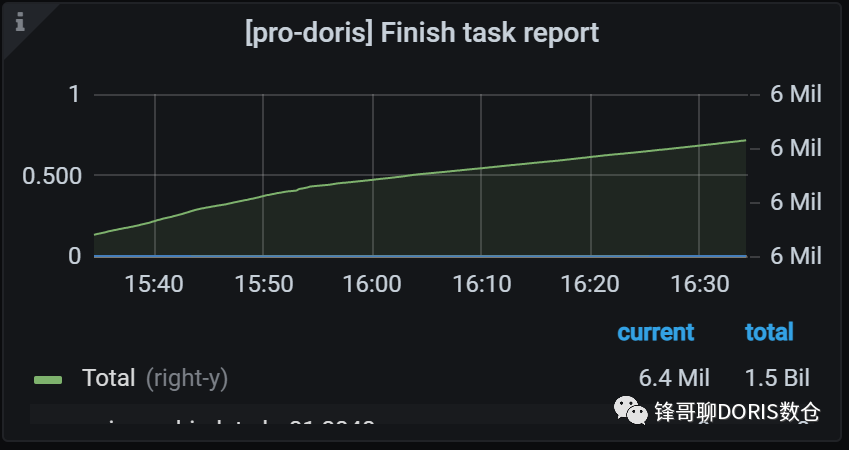 [pro-doris] Finish task report
1
0.500
0
6 Mil
6 Mil
6 Mil
6 Mil
15:40 15:50 16:00 16:10 16:20 16:30
current total
Total (right-y) 6.4 Mil 1.5 Bil
锋哥聊DORIS数仓